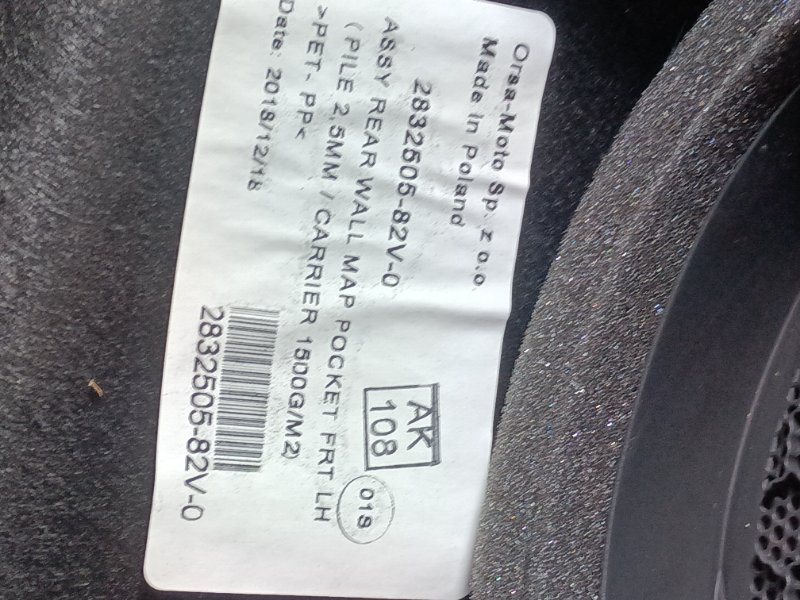 Orsa-Moto Sp. z o.o.
Made in Poland
2832505-82V-0
ASSY REAR WALL MAP POCKET FRT LH
(PILE 2,5MM / CARRIER 1500G/M2)
>PET- PP<
Date: 2018/12/18
AK
108
018
2832505-82V-0